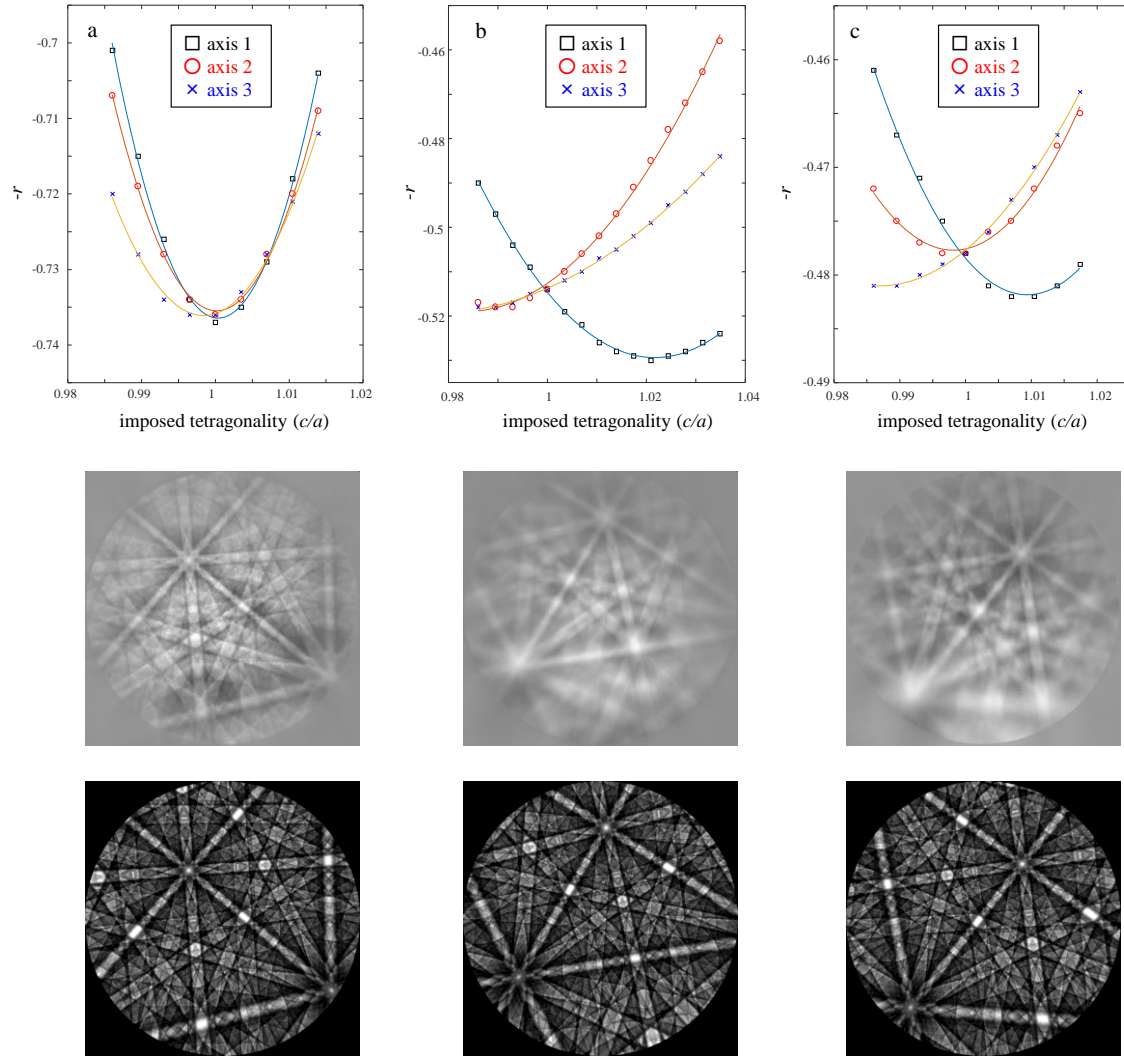 a
axis 1
axis 2
axis 3
-r
-0.7
-0.71
-0.72
-0.73
-0.74
0.98
0.99
1
1.01
1.02
imposed tetragonality (c/a)
b
axis 1
axis 2
axis 3
-r
-0.46
-0.48
-0.5
-0.52
0.98
1
1.02
1.04
imposed tetragonality (c/a)
c
axis 1
axis 2
axis 3
-r
-0.46
-0.47
-0.48
-0.49
0.98
0.99
1
1.01
1.02
imposed tetragonality (c/a)